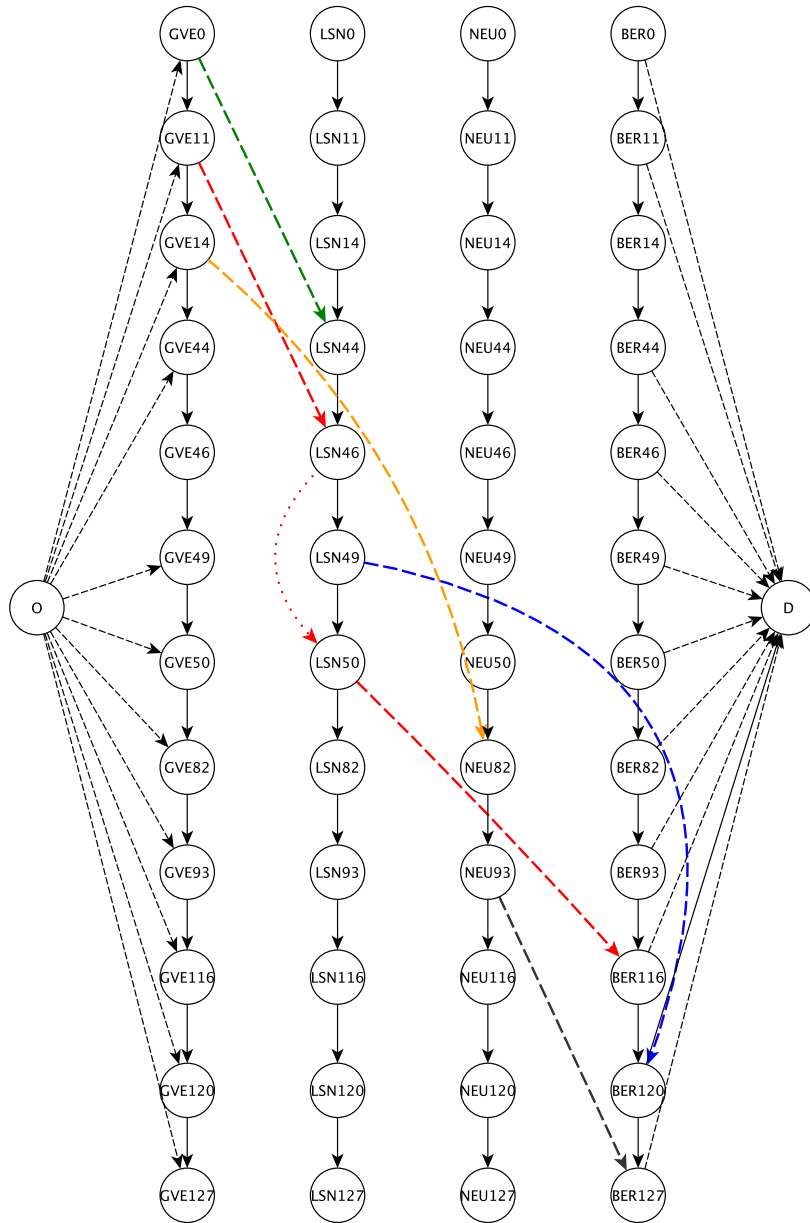 GVE0 LSN0 NEU0 BER0
GVE11 LSN11 NEU11 BER11
GVE14 LSN14 NEU14 BER14
GVE44 LSN44 NEU44 BER44
GVE46 LSN46 NEU46 BER46
GVE49 LSN49 NEU49 BER49
O D
GVE50 LSN50 NEU50 BER50
GVE82 LSN82 NEU82 BER82
GVE93 LSN93 NEU93 BER93
GVE116 LSN116 NEU116 BER116
GVE120 LSN120 NEU120 BER120
GVE127 LSN127 NEU127 BER127